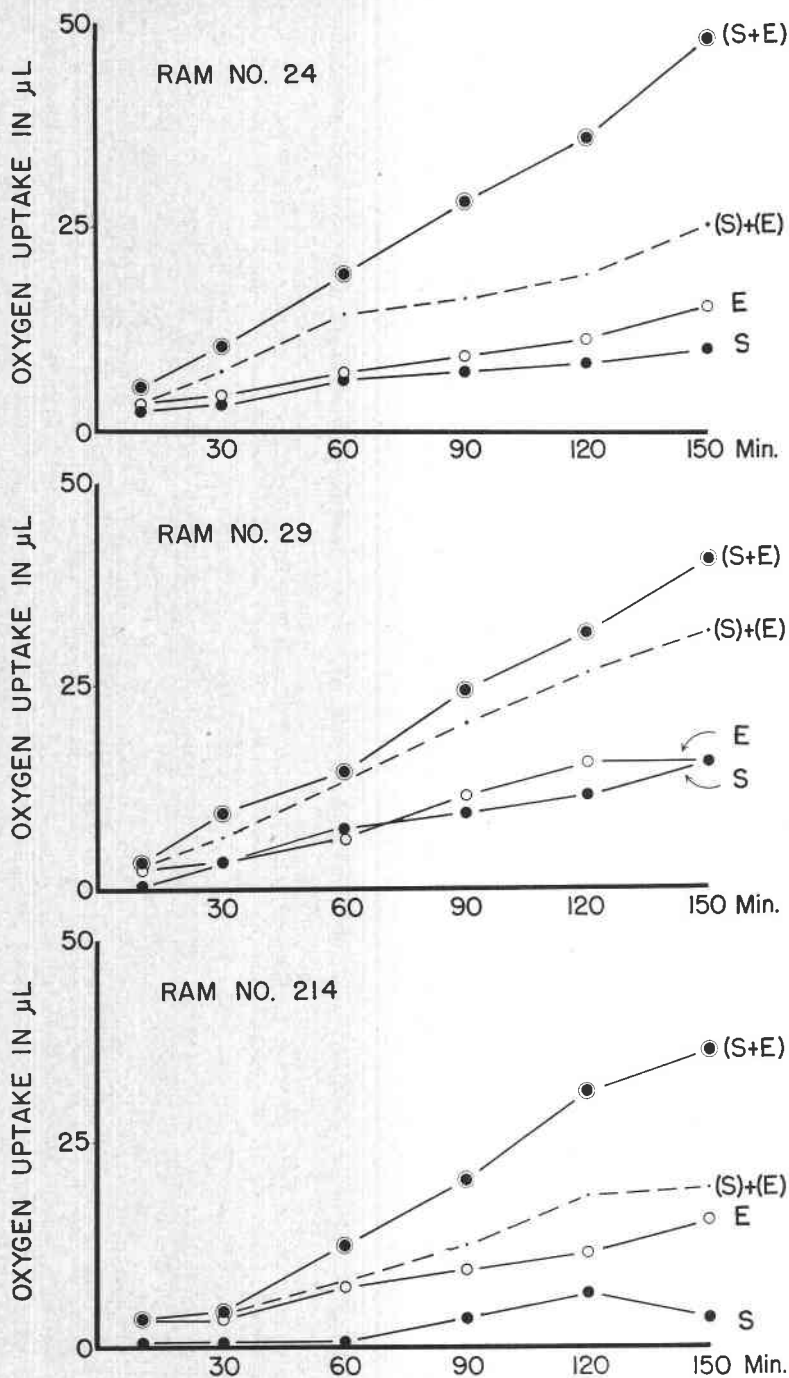 50
RAM NO. 24
(S+E)
OXYGEN UPTAKE IN μL
25
(S)+(E)
E
S
0
30 60 90 120 150 Min.
50
RAM NO. 29
(S+E)
OXYGEN UPTAKE IN μL
(S)+(E)
25
E
S
0
30 60 90 120 150 Min.
50
RAM NO. 214
(S+E)
OXYGEN UPTAKE IN μL
25
(S)+(E)
E
S
0
30 60 90 120 150 Min.